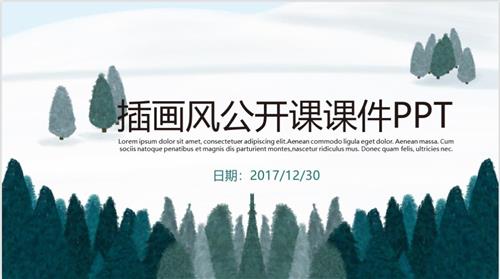 插画风公开课课件PPT
Lorem ipsum dolor sit amet, consectetur adipiscing elit.Aenean commodo ligula eget dolor. Aenean massa. Cum
sociis natoque penatibus et magnis dis parturient montes,nascetur ridiculus mus. Donec quam felis, ultricies nec.
日期：2017/12/30